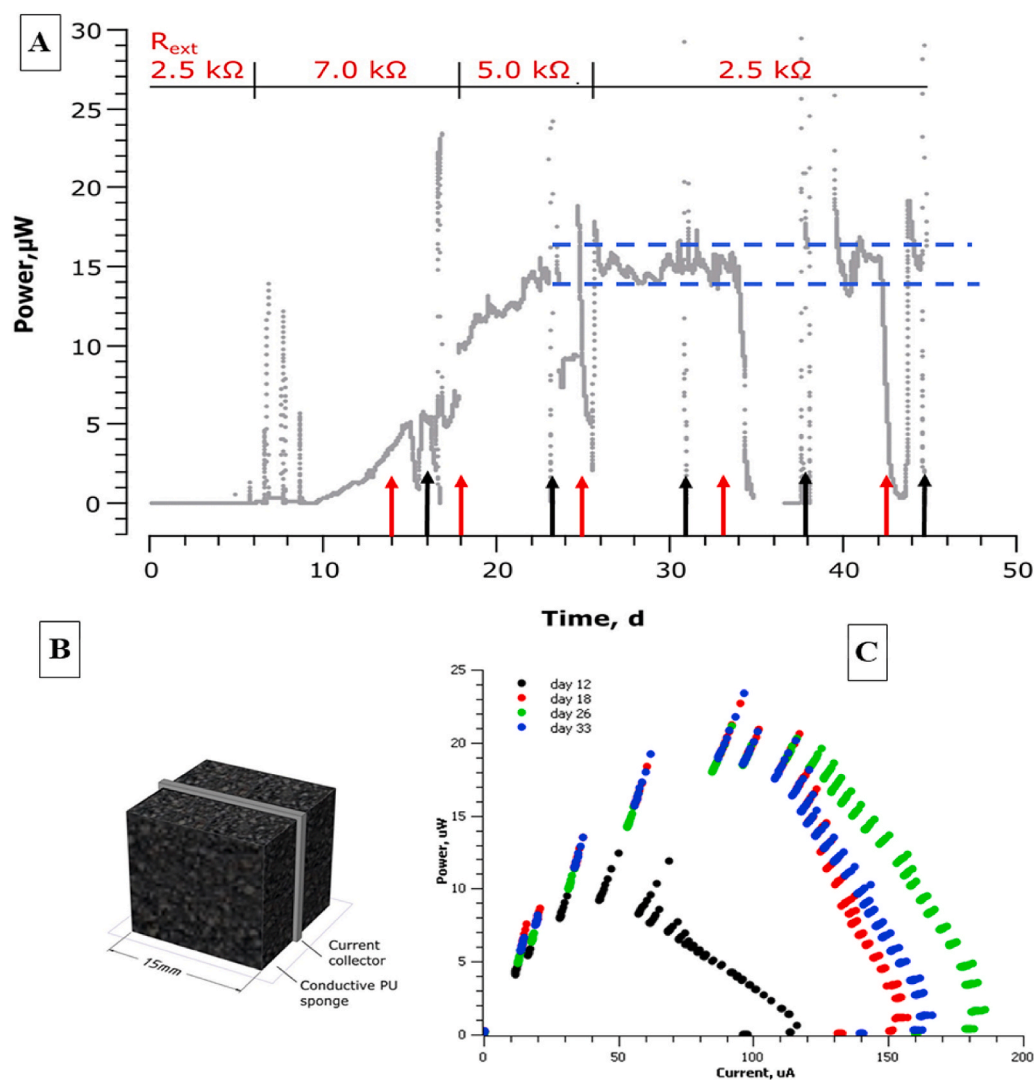 A
R_ext
2.5 kΩ 7.0 kΩ 5.0 kΩ 2.5 kΩ
30
25
20
15
10
5
0
Power,µW
0 10 20 30 40 50
Time, d
B
15mm
Current
collector
Conductive PU
sponge
C
day 12
day 18
day 26
day 33
25
20
15
10
5
0
Power, uW
0 50 100 150 200
Current, uA